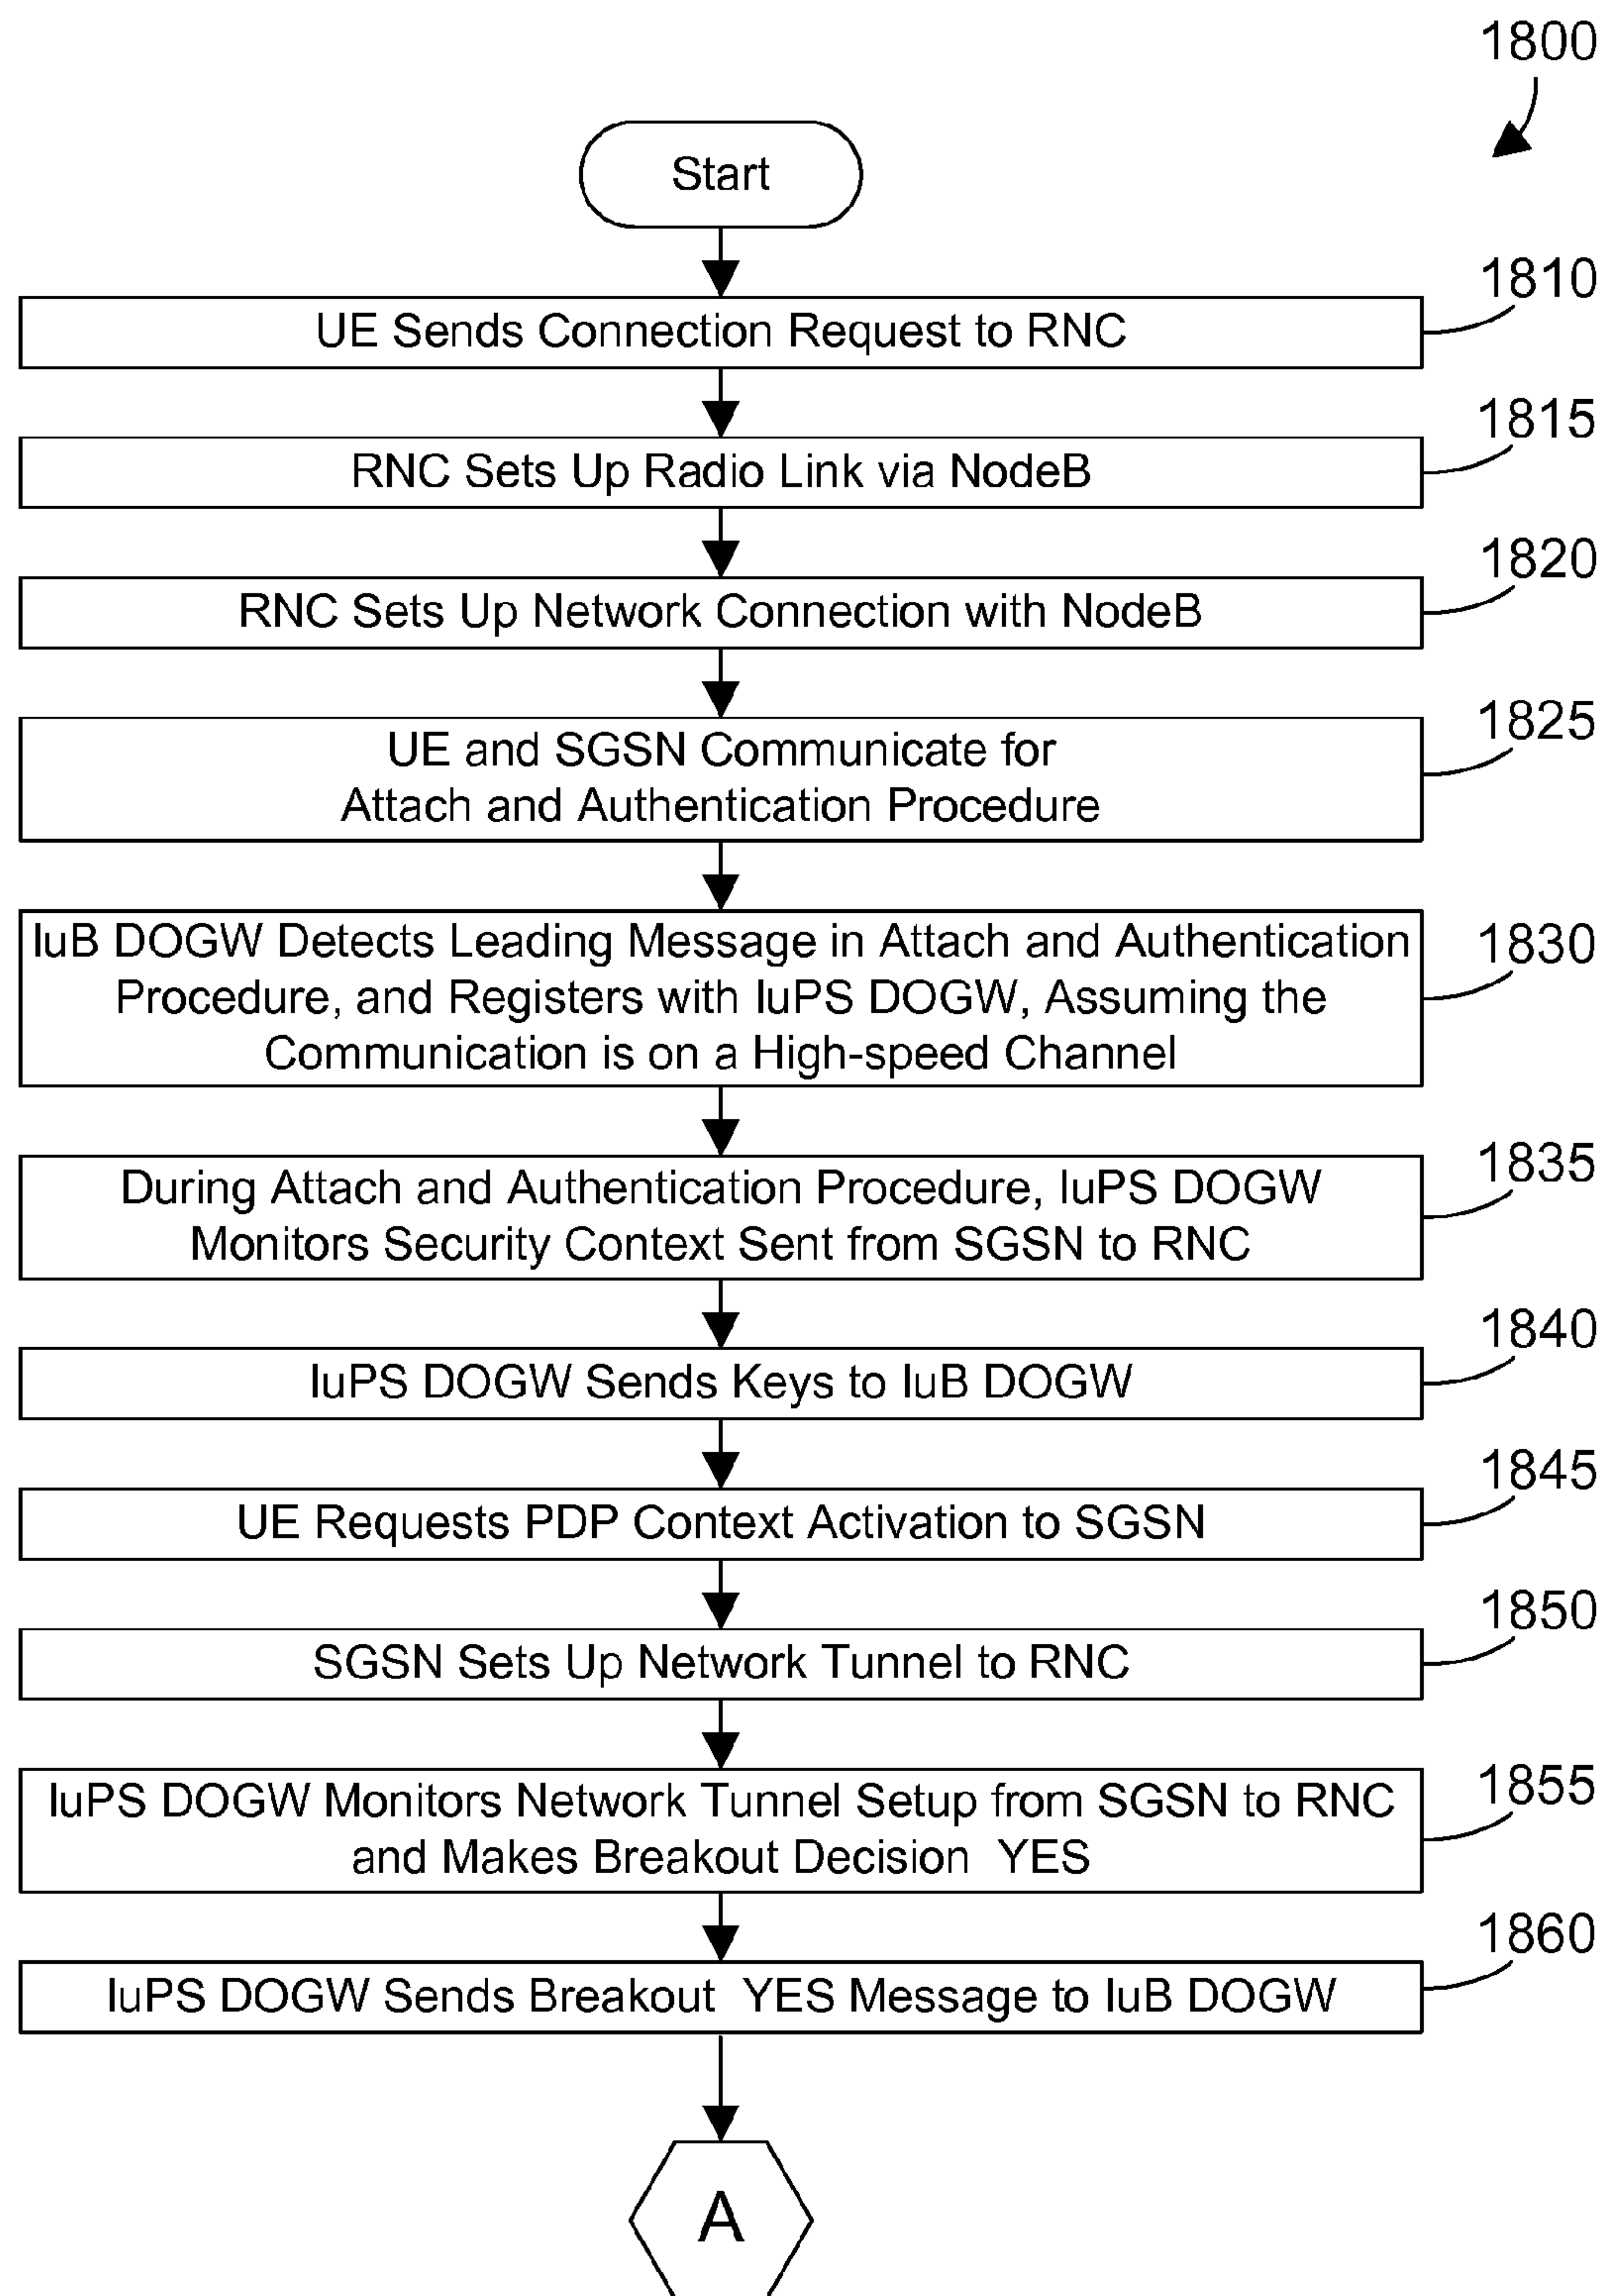 1800
Start
1810
UE Sends Connection Request to RNC
1815
RNC Sets Up Radio Link via NodeB
1820
RNC Sets Up Network Connection with NodeB
1825
UE and SGSN Communicate for
Attach and Authentication Procedure
1830
IuB DOGW Detects Leading Message in Attach and Authentication
Procedure, and Registers with IuPS DOGW, Assuming the
Communication is on a High-speed Channel
1835
During Attach and Authentication Procedure, IuPS DOGW
Monitors Security Context Sent from SGSN to RNC
1840
IuPS DOGW Sends Keys to IuB DOGW
1845
UE Requests PDP Context Activation to SGSN
1850
SGSN Sets Up Network Tunnel to RNC
1855
IuPS DOGW Monitors Network Tunnel Setup from SGSN to RNC
and Makes Breakout Decision YES
1860
IuPS DOGW Sends Breakout YES Message to IuB DOGW
A